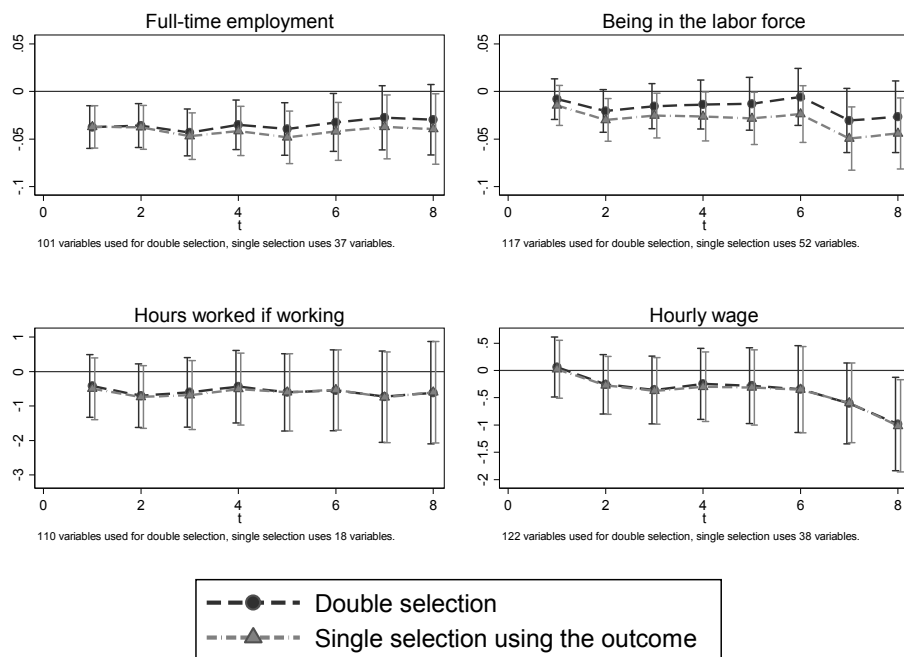 Full-time employment
.05
0
-.05
-.1
0 2 4 6 8
t
101 variables used for double selection, single selection uses 37 variables.
Being in the labor force
.05
0
-.05
-.1
0 2 4 6 8
t
117 variables used for double selection, single selection uses 52 variables.
Hours worked if working
1
0
-1
-2
-3
0 2 4 6 8
t
110 variables used for double selection, single selection uses 18 variables.
Hourly wage
.5
0
-.5
-1
-1.5
-2
0 2 4 6 8
t
122 variables used for double selection, single selection uses 38 variables.
Double selection
Single selection using the outcome